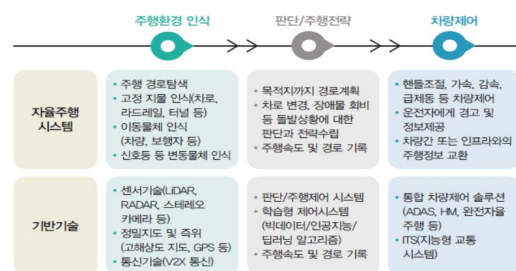 주행환경 인식
판단/주행전략
차량제어
자율주행
시스템
• 주행 경로탐색
• 고정 지물 인식(차로,
라드레일, 터널 등)
• 이동물체 인식
(차량, 보행자 등)
• 신호등 등 변동물체 인식
• 목적지까지 경로계획
• 차로 변경, 장애물 회비
등 돌발상황에 대한
판단과 전략수립
• 주행속도 및 경로 기록
• 핸들조절, 가속, 감속,
급제동 등 차량제어
• 운전자에게 경고 및
정보제공
• 차량간 또는 인프라와의
주행정보 교환
기반기술
• 센서기술(LiDAR,
RADAR, 스테레오
카메라 등)
• 정밀지도 및 측위
(고해상도 지도, GPS 등)
• 통신기술(V2X 통신)
• 판단/주행제어 시스템
• 학습형 제어시스템
(빅데이터/인공지능/
딥러닝 알고리즘)
• 주행속도 및 경로 기록
• 통합 차량제어 솔루션
(ADAS, HMI, 완전자율
주행 등)
• ITS(지능형 교통
시스템)